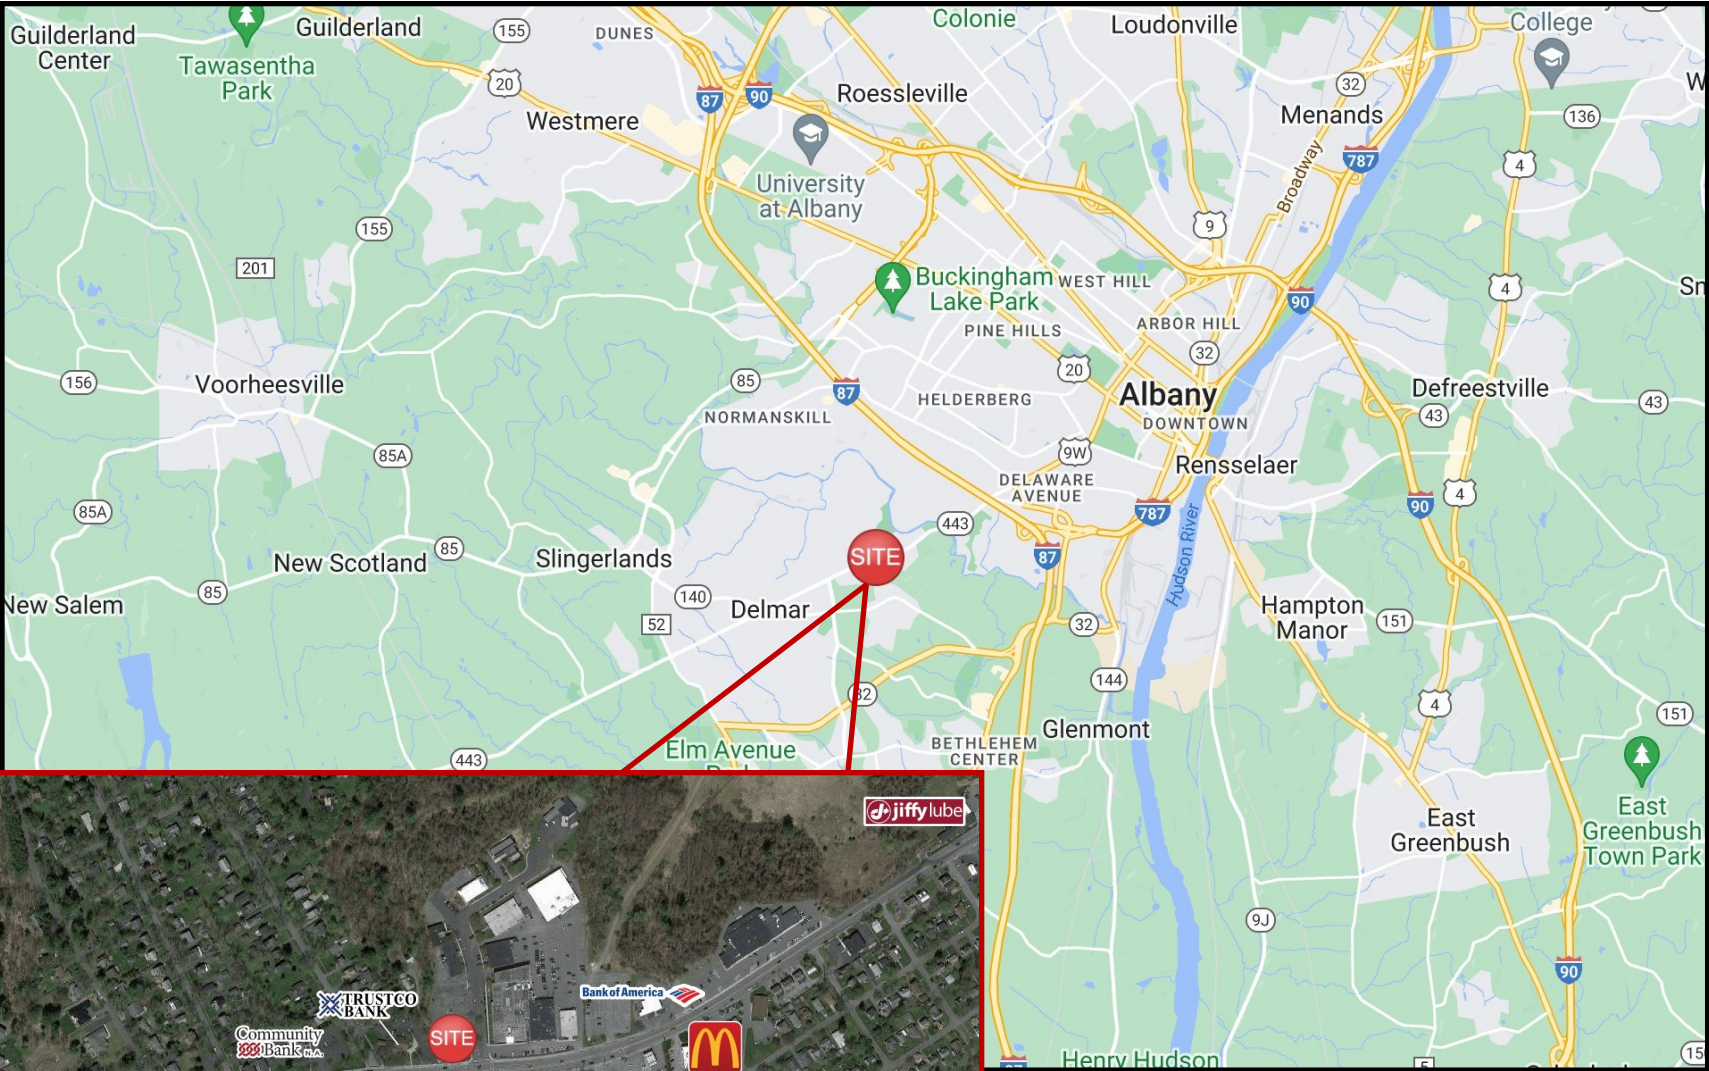 Guilderland
Center
Guilderland
155
DUNES
Colonie
Loudonville
College
Tawasentha
Park
20
87
90
Roessleville
32
Menands
136
Westmere
787
4
Broadway
University
at Albany
155
9
201
Buckingham
Lake Park
WEST HILL
90
4
Sn
PINE HILLS
ARBOR HILL
32
156
Voorheesville
85
87
20
Albany
Defreestville
43
43
HELDERBERG
NORMANSKILL
DOWNTOWN
85A
9W
Rensselaer
DELAWARE
AVENUE
90
4
85A
787
443
Hudson River
New Scotland
85
Slingerlands
SITE
87
New Salem
85
140
Delmar
52
32
Hampton
Manor
151
144
32
4
151
Glenmont
Elm Avenue
443
BETHLEHEM
CENTER
East
Greenbush
East
Greenbush
Town Park
jiffy lube
9J
90
TRUSTCO
BANK
Bank of America
Community
Bank N.A.
SITE
Henry Hudson
5